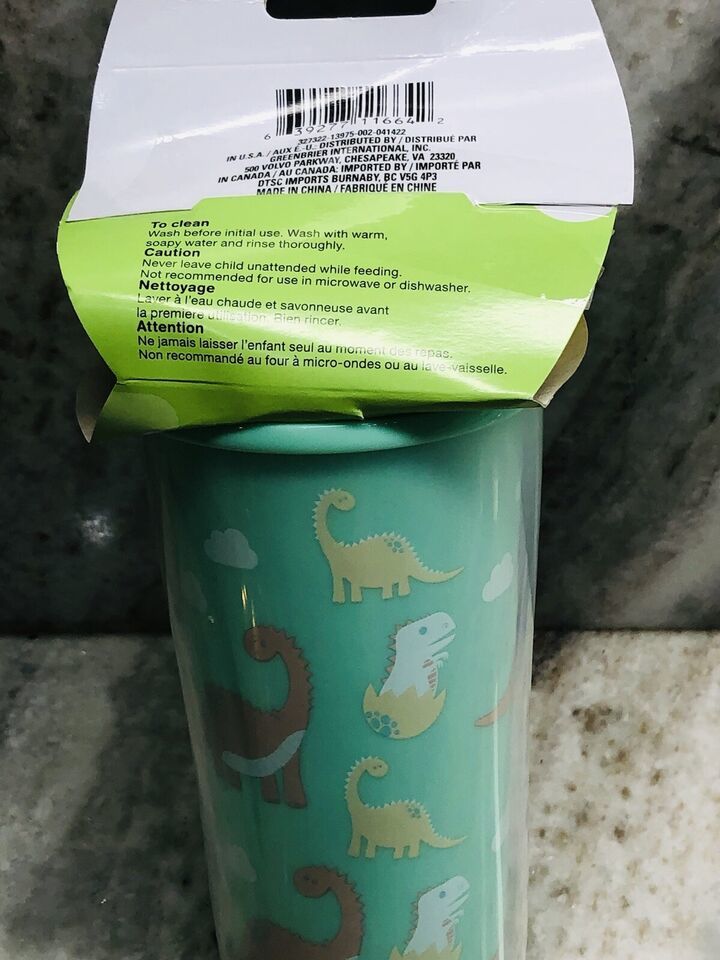 6 39277 11664 2
327322-13975-002-041422
IN U.S.A. / AUX É.-U. DISTRIBUTED BY / DISTRIBUÉ PAR
GREENBRIER INTERNATIONAL, INC.
500 VOLVO PARKWAY, CHESAPEAKE, VA 23320
IN CANADA / AU CANADA: IMPORTED BY / IMPORTÉ PAR
DTSC IMPORTS BURNABY, BC V5G 4P3
MADE IN CHINA / FABRIQUÉ EN CHINE
To clean
Wash before initial use. Wash with warm,
soapy water and rinse thoroughly.
Caution
Never leave child unattended while feeding.
Not recommended for use in microwave or dishwasher.
Nettoyage
Laver à l'eau chaude et savonneuse avant
la première utilisation. Bien rincer.
Attention
Ne jamais laisser l'enfant seul au moment des repas.
Non recommandé au four à micro-ondes ou au lave-vaisselle.